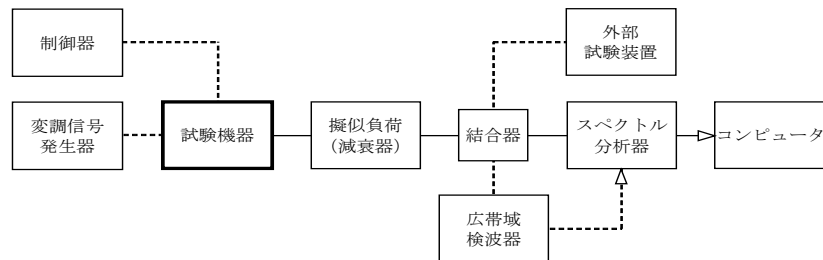 制御器
外部
試験装置
変調信号
発生器
試験機器
擬似負荷
（減衰器）
結合器
スペクトル
分析器
コンピュータ
広帯域
検波器